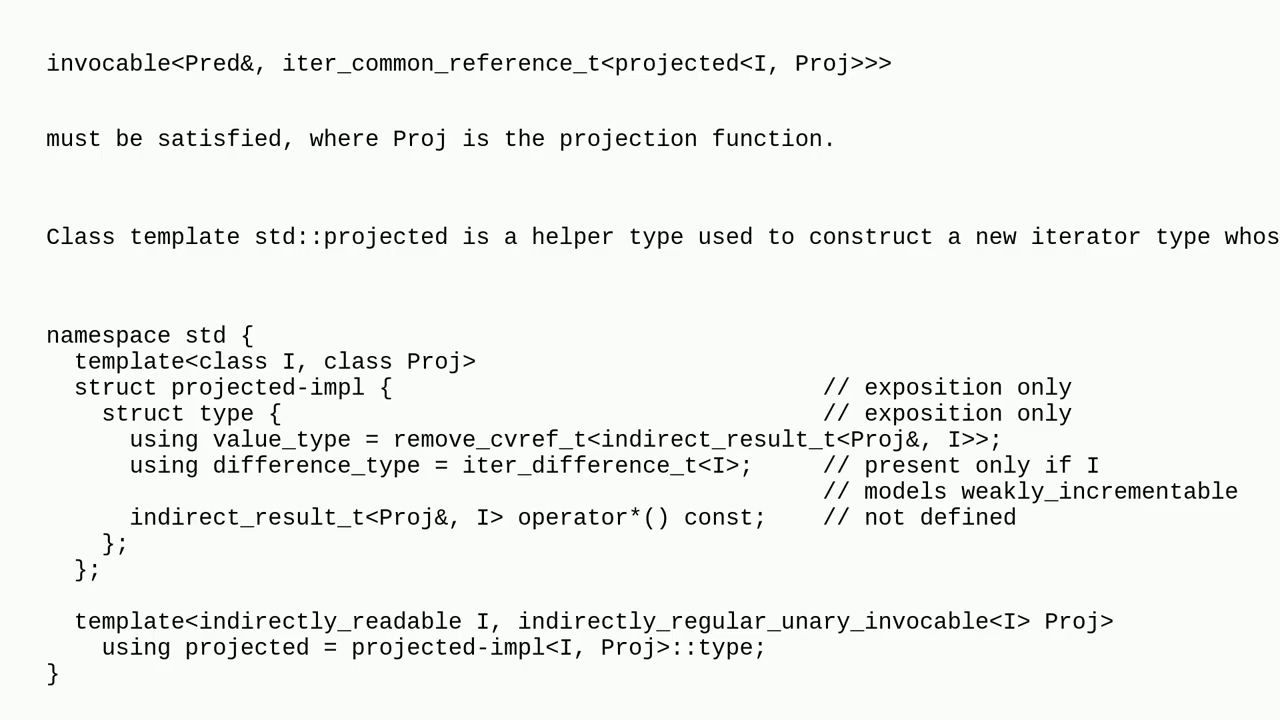 invocable<Pred&, iter_common_reference_t<projected<I, Proj>>>
must be satisfied, where Proj is the projection function.
Class template std::projected is a helper type used to construct a new iterator type
namespace std {
  template<class I, class Proj>
  struct projected-impl {                               // exposition only
    struct type {                                       // exposition only
      using value_type = remove_cvref_t<indirect_result_t<Proj&, I>>;
      using difference_type = iter_difference_t<I>;     // present only if I
                                                        // models weakly_incrementable
      indirect_result_t<Proj&, I> operator*() const;    // not defined
    };
  };
  template<indirectly_readable I, indirectly_regular_unary_invocable<I> Proj>
    using projected = projected-impl<I, Proj>::type;
}